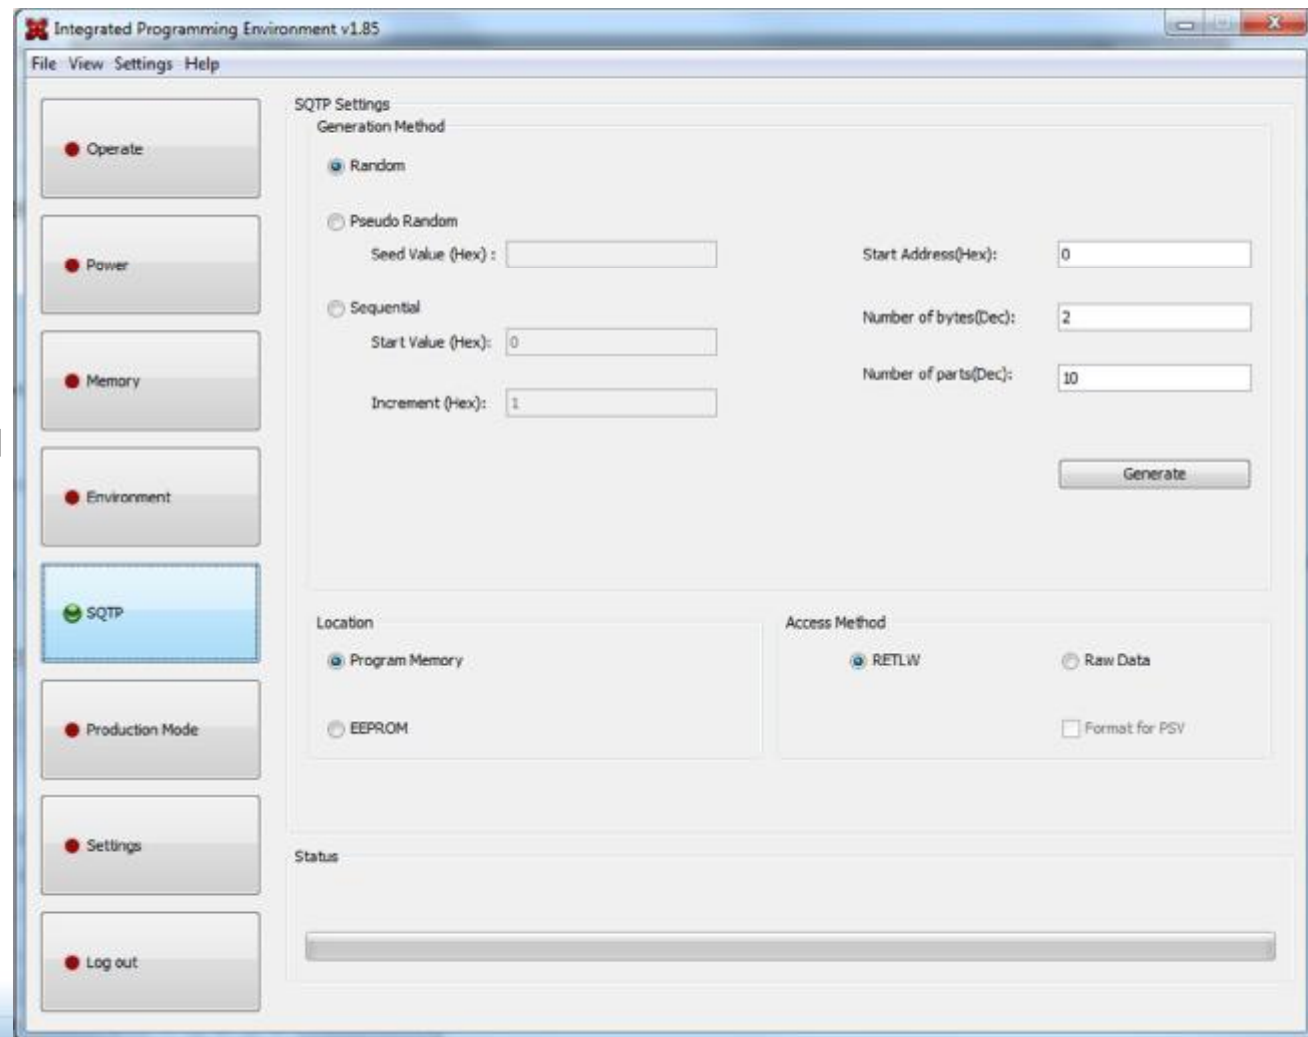 Integrated Programming Environment v1.85
File View Settings Help
SQTP Settings
Generation Method
Operate
Random
Pseudo Random
Seed Value (Hex) :
Start Address(Hex): 0
Power
Sequential
Number of bytes(Dec): 2
Start Value (Hex): 0
Number of parts(Dec): 10
Memory
Increment (Hex): 1
Generate
Environment
SQTP
Location
Access Method
Program Memory
RETLW
Raw Data
EEPROM
Format for PSV
Production Mode
Settings
Status
Log out